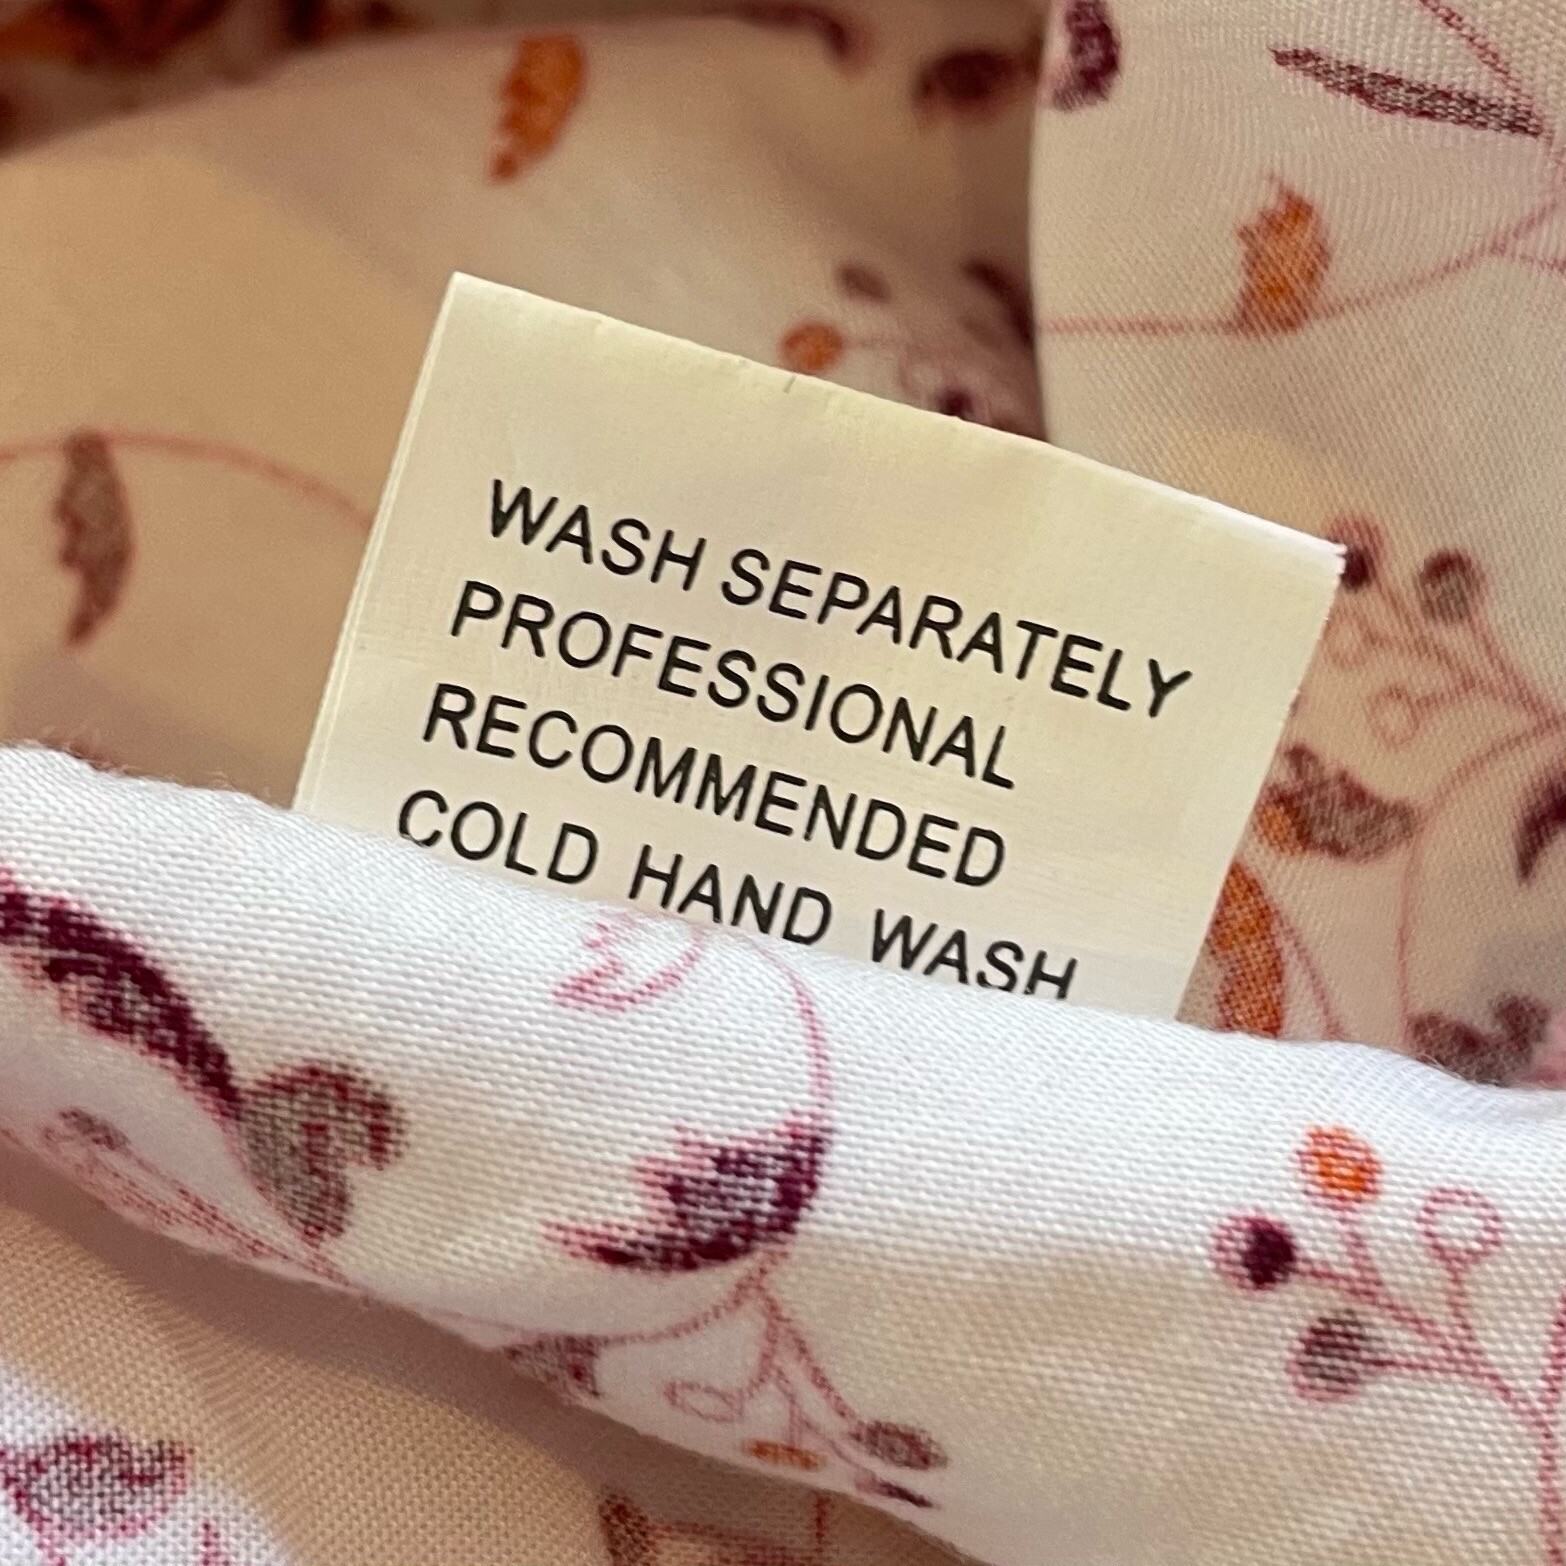 WASH SEPARATELY
PROFESSIONAL
RECOMMENDED
COLD HAND WASH